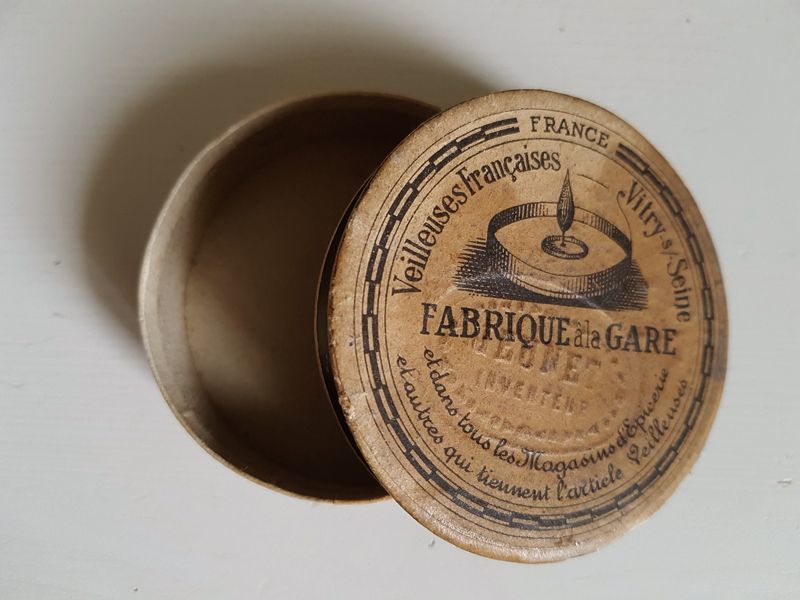 FRANCE
Veilleuses Françaises
Vitry s/ Seine
FABRIQUE à la GARE
INVENTEUR
et dans tous les Magasins d'Epicerie
et autres qui tiennent l'article Veilleuses